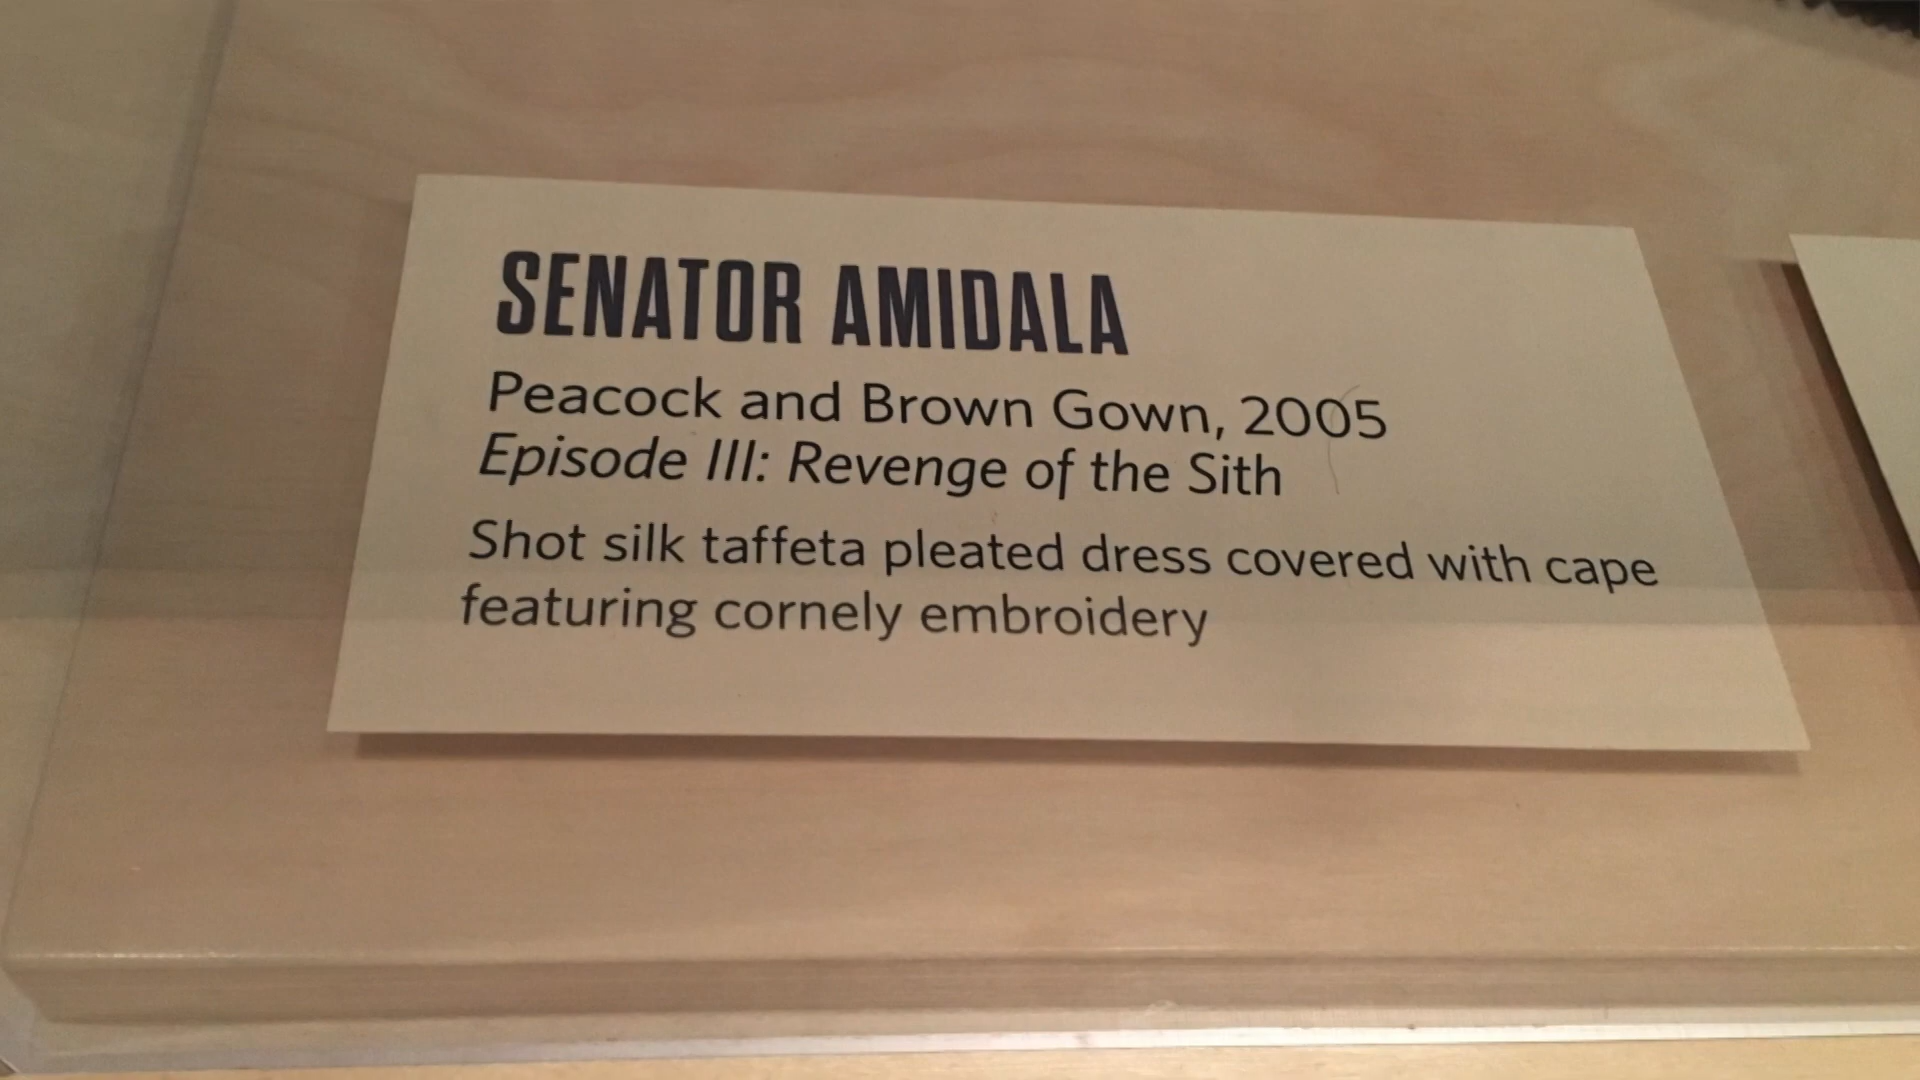 SENATOR AMIDALA
Peacock and Brown Gown, 2005
Episode III: Revenge of the Sith
Shot silk taffeta pleated dress covered with cape
featuring cornely embroidery